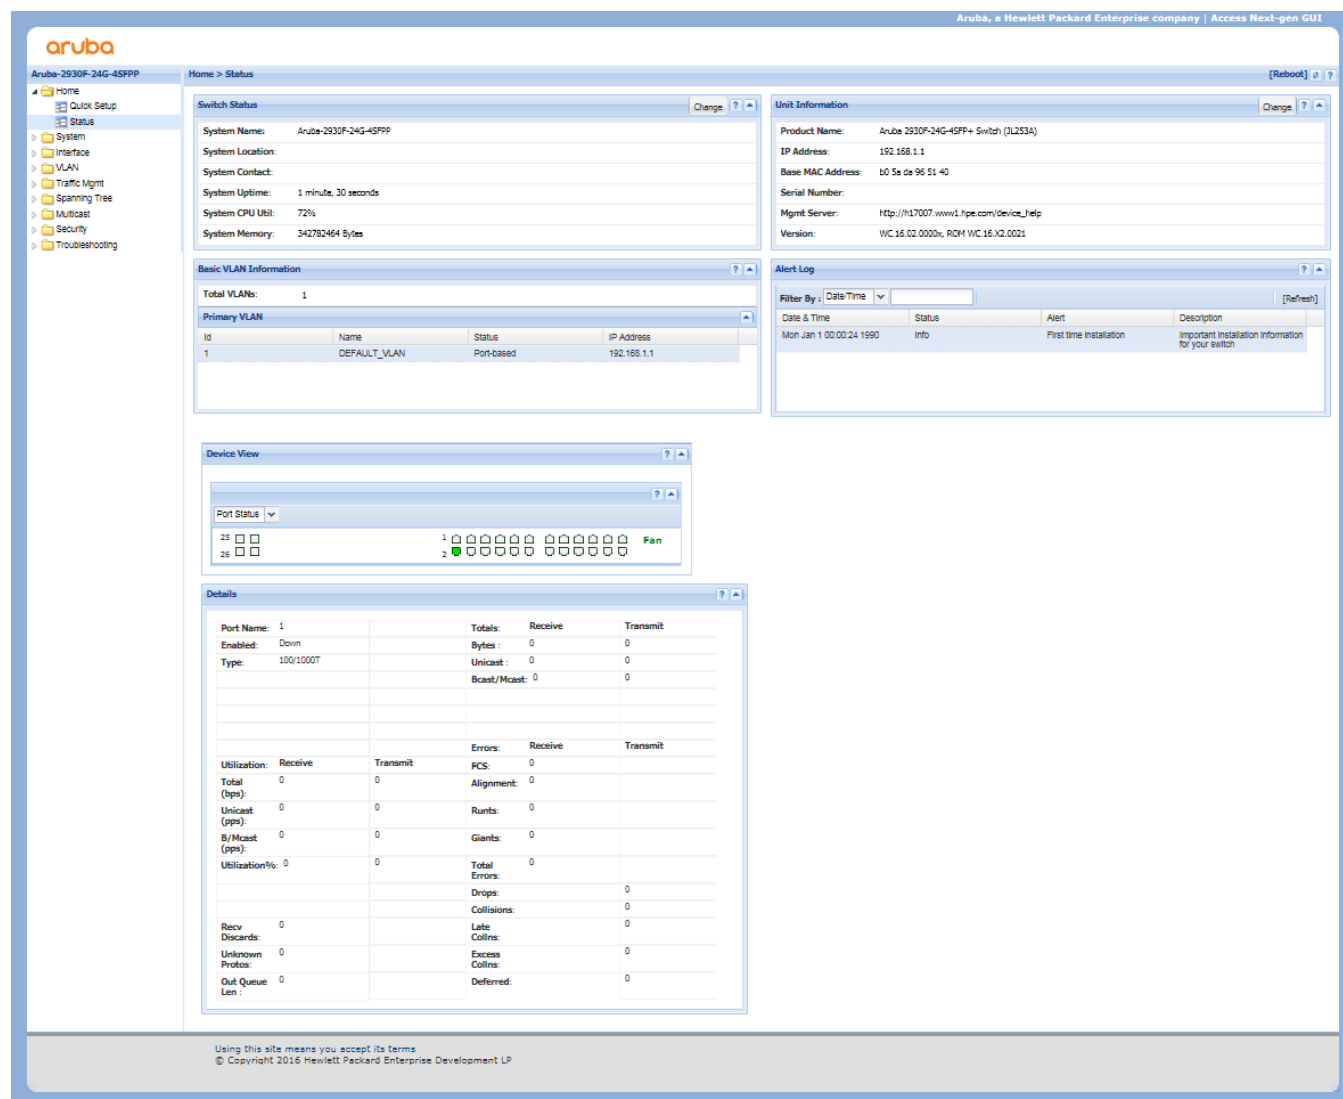 Aruba, a Hewlett Packard Enterprise company | Access Next-gen GUI
aruba
Aruba-2930F-24G-4SFPP
Home
Quick Setup
Status
System
Interface
VLAN
Traffic Mgmt
Spanning Tree
Multicast
Security
Troubleshooting
Home > Status [Reboot] ?
Switch Status Change ?
System Name: Aruba-2930F-24G-4SFPP
System Location:
System Contact:
System Uptime: 1 minute, 30 seconds
System CPU Util: 72%
System Memory: 342782464 Bytes
Unit Information Change ?
Product Name: Aruba 2930F-24G-4SFP+ Switch (JL253A)
IP Address: 192.168.1.1
Base MAC Address: b0 5a da 96 51 40
Serial Number:
Mgmt Server: http://h17007.www1.hpe.com/device_help
Version: WC.16.02.0000x, ROM WC.16.X2.0021
Basic VLAN Information ?
Total VLANs: 1
Primary VLAN
Id Name Status IP Address
1 DEFAULT_VLAN Port-based 192.168.1.1
Alert Log ?
Filter By : Date/Time [Refresh]
Date & Time Status Alert Description
Mon Jan 1 00:00:24 1990 Info First time installation Important installation information
for your switch
Device View ?
?
Port Status
25 1 Fan
26 2
Details ?
Port Name: 1 Totals: Receive Transmit
Enabled: Down Bytes : 0 0
Type: 100/1000T Unicast : 0 0
Bcast/Mcast: 0 0
Errors: Receive Transmit
Utilization: Receive Transmit FCS: 0
Total 0 0 Alignment: 0
(bps):
Unicast 0 0 Runts: 0
(pps):
B/Mcast 0 0 Giants: 0
(pps):
Utilization%: 0 0 Total 0
Errors:
Drops: 0
Collisions: 0
Recv 0 Late 0
Discards: Collns:
Unknown 0 Excess 0
Protos: Collns:
Out Queue 0 Deferred: 0
Len :
Using this site means you accept its terms
© Copyright 2016 Hewlett Packard Enterprise Development LP